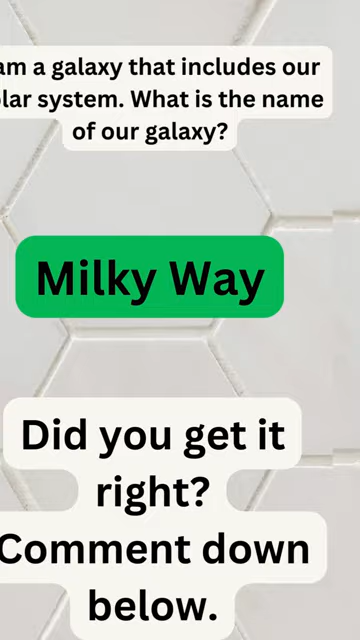 am a galaxy that includes our
lar system. What is the name
of our galaxy?
Milky Way
Did you get it
right?
Comment down
below.